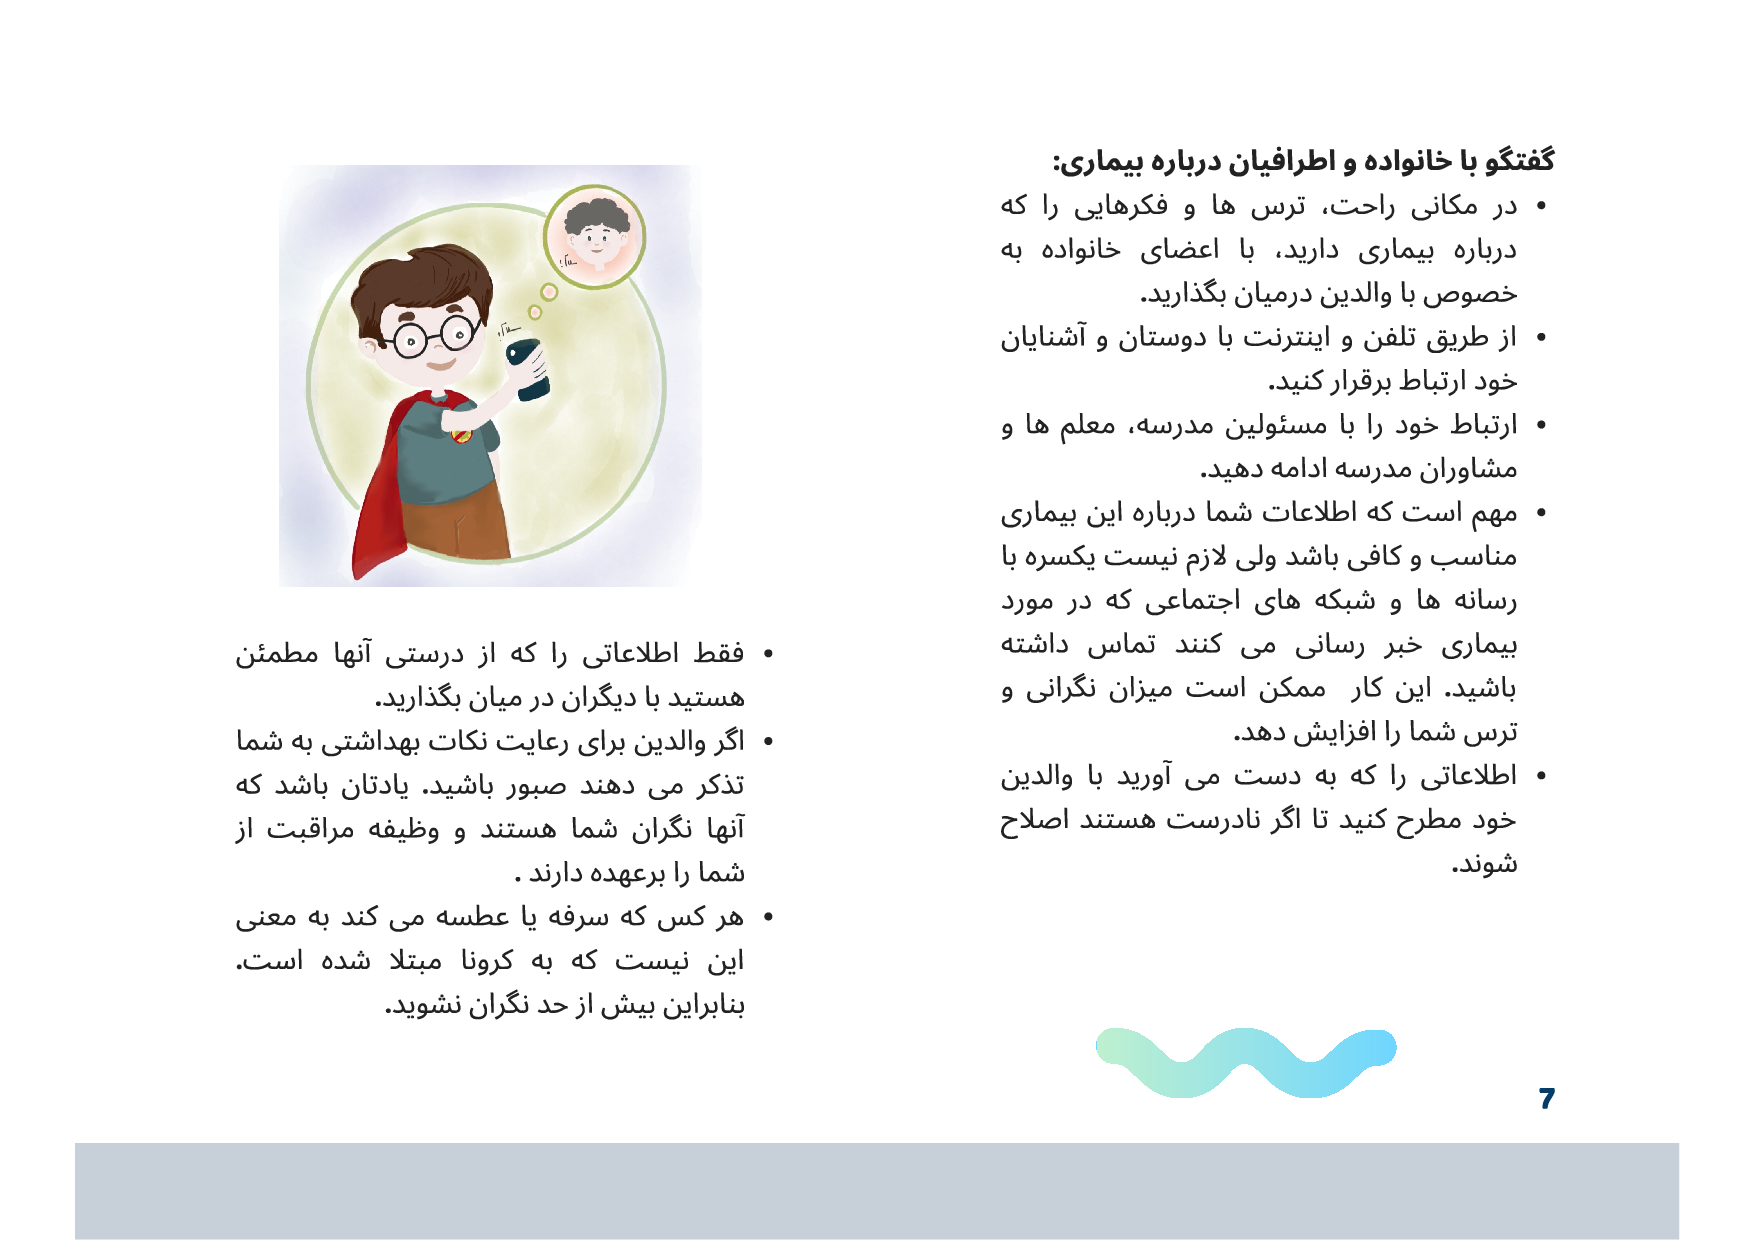 گفتگو با خانواده و اطرافیان درباره بیماری:
• در مکانی راحت، ترس ها و فکرهایی را که
درباره بیماری دارید، با اعضای خانواده به
خصوص با والدین درمیان بگذارید.
• از طریق تلفن و اینترنت با دوستان و آشنایان
خود ارتباط برقرار کنید.
• ارتباط خود را با مسئولین مدرسه، معلم ها و
مشاوران مدرسه ادامه دهید.
• مهم است که اطلاعات شما درباره این بیماری
مناسب و کافی باشد ولی لازم نیست یکسره با
رسانه ها و شبکه های اجتماعی که در مورد
بیماری خبر رسانی می کنند تماس داشته
باشید. این کار ممکن است میزان نگرانی و
ترس شما را افزایش دهد.
• اطلاعاتی را که به دست می آورید با والدین
خود مطرح کنید تا اگر نادرست هستند اصلاح
شوند.
7
• فقط اطلاعاتی را که از درستی آنها مطمئن
هستید با دیگران در میان بگذارید.
• اگر والدین برای رعایت نکات بهداشتی به شما
تذکر می دهند صبور باشید. یادتان باشد که
آنها نگران شما هستند و وظیفه مراقبت از
شما را برعهده دارند .
• هر کس که سرفه یا عطسه می کند به معنی
این نیست که به کرونا مبتلا شده است.
بنابراین بیش از حد نگران نشوید.